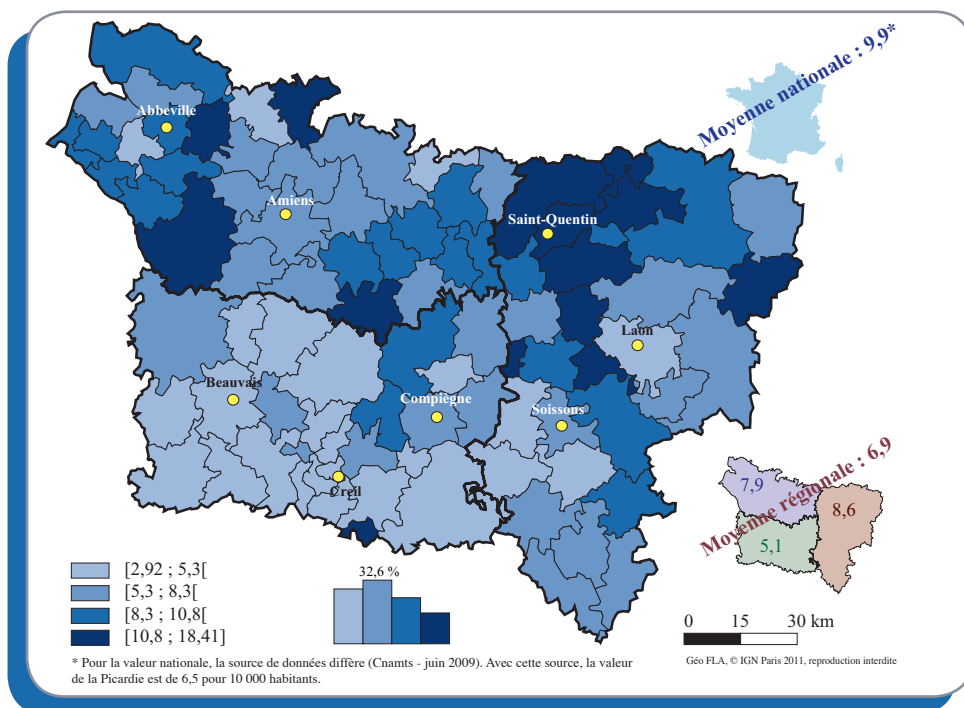 Moyenne nationale : 9,9*
Abbeville
Amiens
Saint-Quentin
Laon
Beauvais
Compiègne
Soissons
Creil
Moyenne régionale : 6,9
7,9
8,6
5,1
[2,92 ; 5,3[
[5,3 ; 8,3[
[8,3 ; 10,8[
[10,8 ; 18,41]
32,6 %
0 15 30 km
Géo FLA, © IGN Paris 2011, reproduction interdite
* Pour la valeur nationale, la source de données diffère (Cnamts - juin 2009). Avec cette source, la valeur
de la Picardie est de 6,5 pour 10 000 habitants.